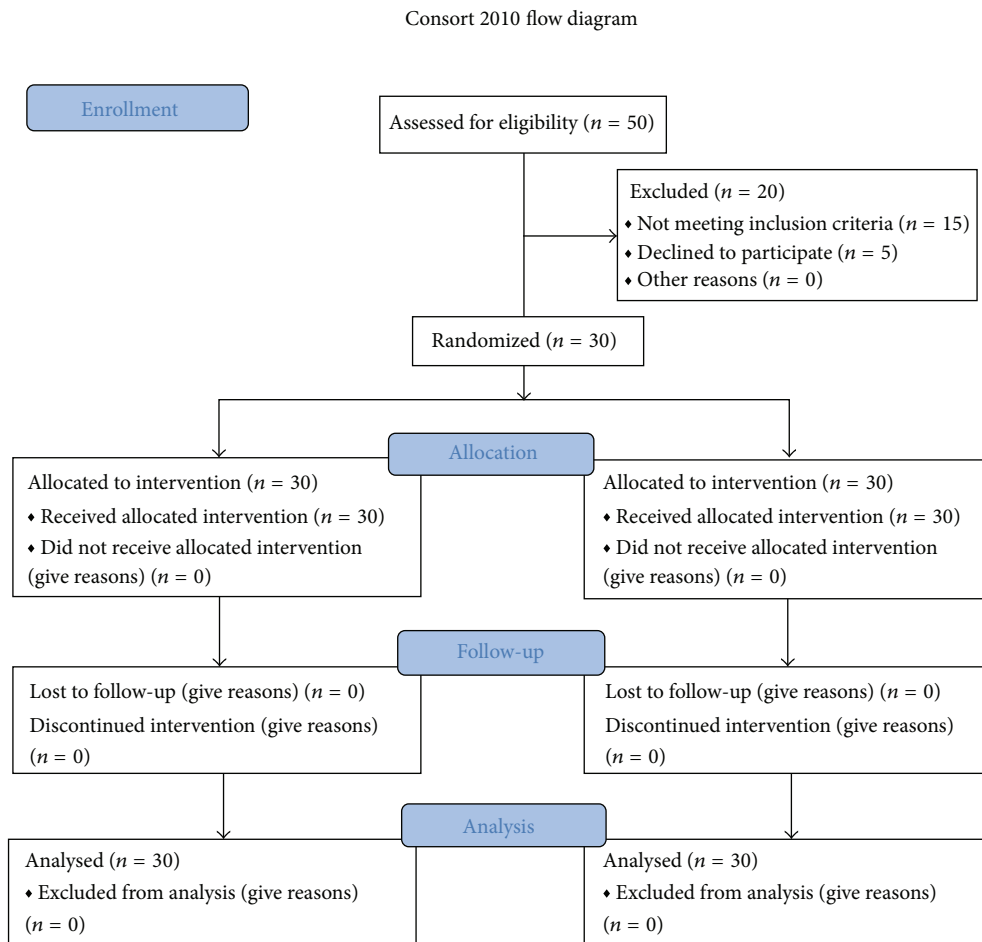 Consort 2010 flow diagram
Enrollment
Assessed for eligibility (n = 50)
Excluded (n = 20)
♦ Not meeting inclusion criteria (n = 15)
♦ Declined to participate (n = 5)
♦ Other reasons (n = 0)
Randomized (n = 30)
Allocation
Allocated to intervention (n = 30)
♦ Received allocated intervention (n = 30)
♦ Did not receive allocated intervention
(give reasons) (n = 0)
Allocated to intervention (n = 30)
♦ Received allocated intervention (n = 30)
♦ Did not receive allocated intervention
(give reasons) (n = 0)
Follow-up
Lost to follow-up (give reasons) (n = 0)
Discontinued intervention (give reasons)
(n = 0)
Lost to follow-up (give reasons) (n = 0)
Discontinued intervention (give reasons)
(n = 0)
Analysis
Analysed (n = 30)
♦ Excluded from analysis (give reasons)
(n = 0)
Analysed (n = 30)
♦ Excluded from analysis (give reasons)
(n = 0)